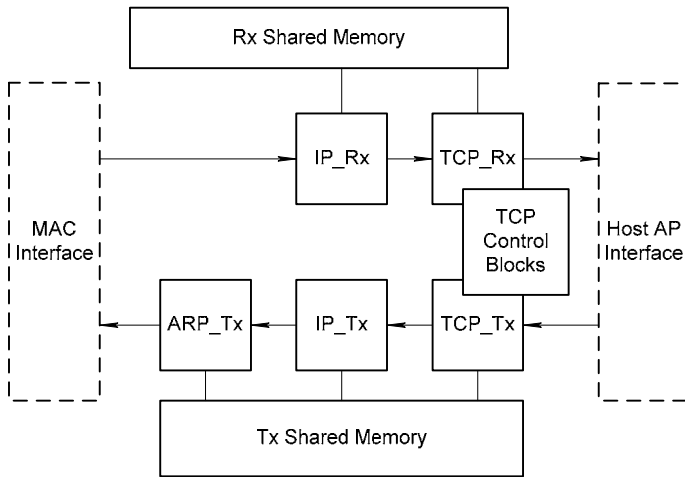 Rx Shared Memory
IP_Rx
TCP_Rx
MAC
Interface
TCP
Control
Blocks
Host AP
Interface
ARP_Tx
IP_Tx
TCP_Tx
Tx Shared Memory